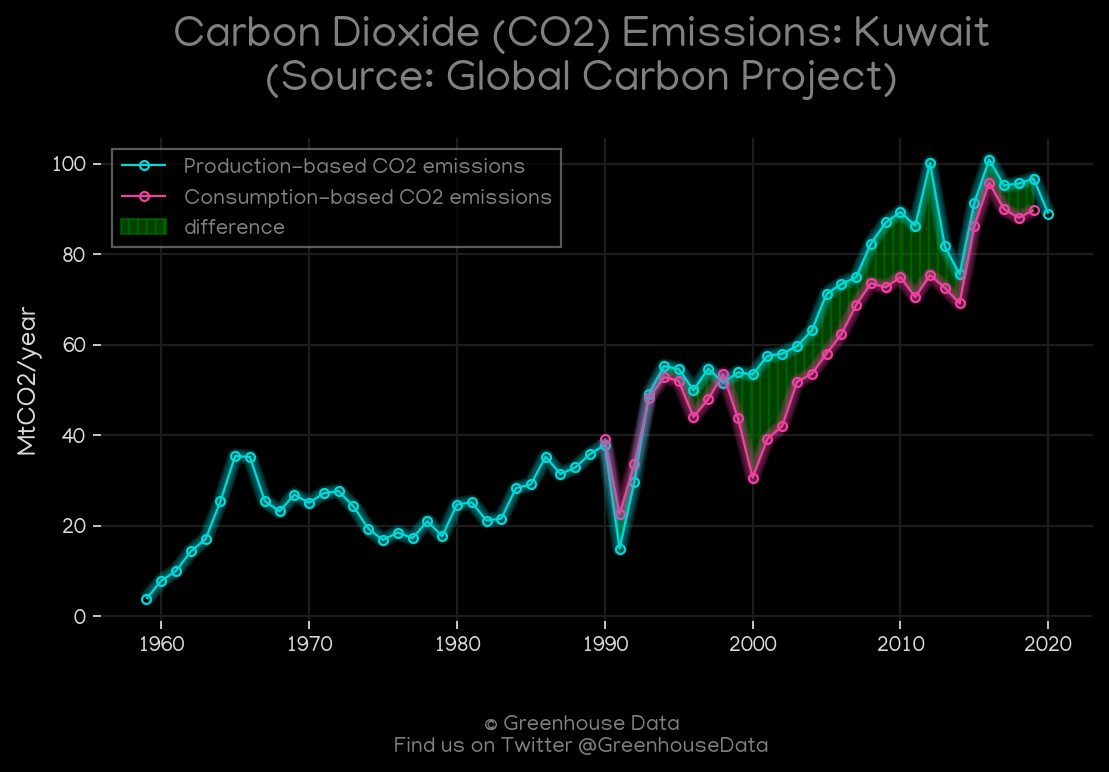 Carbon Dioxide (CO2) Emissions: Kuwait
(Source: Global Carbon Project)
Production-based CO2 emissions
Consumption-based CO2 emissions
difference
MtCO2/year
100
80
60
40
20
0
1960 1970 1980 1990 2000 2010 2020
© Greenhouse Data
Find us on Twitter @GreenhouseData